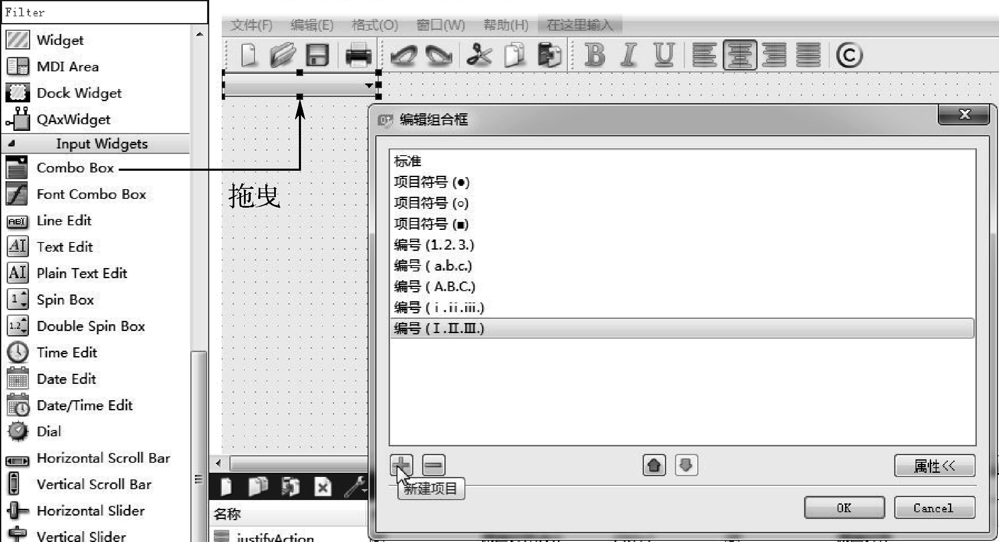 Filter
Widget
MDI Area
Dock Widget
QAxWidget
Input Widgets
Combo Box
Font Combo Box
Line Edit
Text Edit
Plain Text Edit
Spin Box
Double Spin Box
Time Edit
Date Edit
Date/Time Edit
Dial
Horizontal Scroll Bar
Vertical Scroll Bar
Horizontal Slider
Vertical Slider
文件(F) 编辑(E) 格式(O) 窗口(W) 帮助(H) 在这里输入
B I U ©
拖曳
编辑组合框
标准
项目符号 (●)
项目符号 (○)
项目符号 (■)
编号 (1.2.3.)
编号 ( a.b.c.)
编号 ( A.B.C.)
编号 ( ⅰ.ⅱ.ⅲ.)
编号 ( Ⅰ.Ⅱ.Ⅲ.)
属性<<
新建项目
OK Cancel
名称
justifyAction